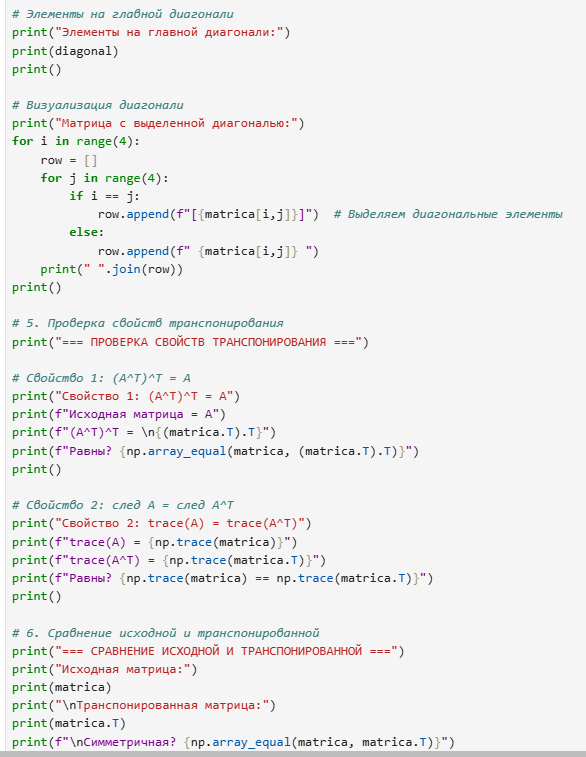 # Элементы на главной диагонали
print("Элементы на главной диагонали:")
print(diagonal)
print()

# Визуализация диагонали
print("Матрица с выделенной диагональю:")
for i in range(4):
    row = []
    for j in range(4):
        if i == j:
            row.append(f"[{matrica[i,j]}]")  # Выделяем диагональные элементы
        else:
            row.append(f" {matrica[i,j]} ")
    print(" ".join(row))
print()

# 5. Проверка свойств транспонирования
print("=== ПРОВЕРКА СВОЙСТВ ТРАНСПОНИРОВАНИЯ ===")

# Свойство 1: (A^T)^T = A
print("Свойство 1: (A^T)^T = A")
print(f"Исходная матрица = A")
print(f"(A^T)^T = \n{(matrica.T).T}")
print(f"Равны? {np.array_equal(matrica, (matrica.T).T)}")
print()

# Свойство 2: след A = след A^T
print("Свойство 2: trace(A) = trace(A^T)")
print(f"trace(A) = {np.trace(matrica)}")
print(f"trace(A^T) = {np.trace(matrica.T)}")
print(f"Равны? {np.trace(matrica) == np.trace(matrica.T)}")
print()

# 6. Сравнение исходной и транспонированной
print("=== СРАВНЕНИЕ ИСХОДНОЙ И ТРАНСПОНИРОВАННОЙ ===")
print("Исходная матрица:")
print(matrica)
print("\nТранспонированная матрица:")
print(matrica.T)
print(f"\nСимметричная? {np.array_equal(matrica, matrica.T)}")